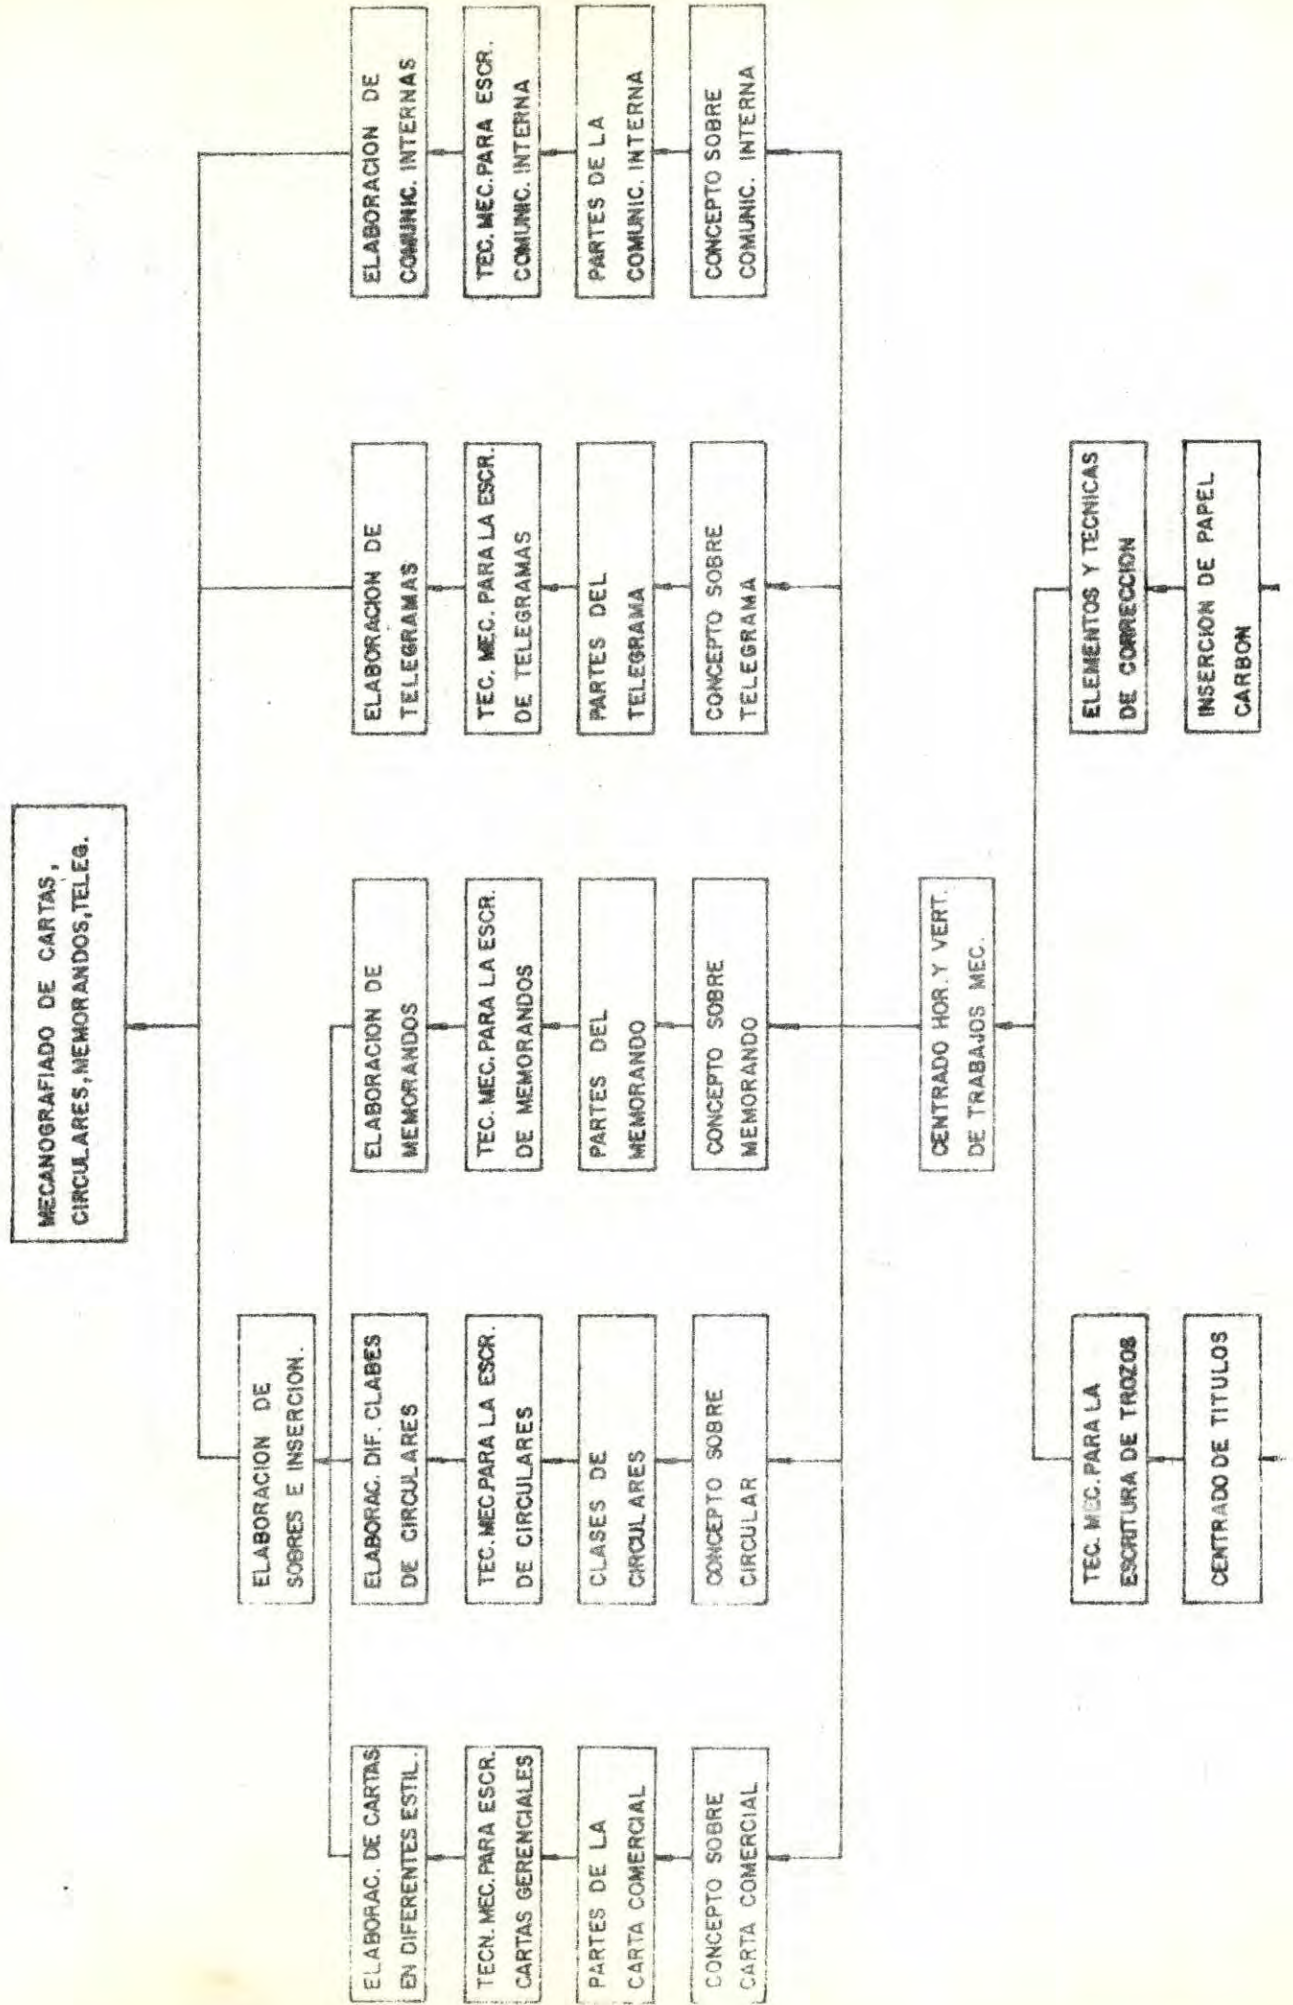 MECANOGRAFIADO DE CARTAS,
CIRCULARES, MEMORANDOS, TELEG.
ELABORACION DE
SOBRES E INSERCION.
ELABORAC. DE CARTAS
EN DIFERENTES ESTIL.
ELABORAC. DIF. CLABES
DE CIRCULARES
ELABORACION DE
MEMORANDOS
ELABORACION DE
TELEGRAMAS
ELABORACION DE
COMUNIC. INTERNAS
TECN. MEC. PARA ESCR.
CARTAS GERENCIALES
TEC. MEC. PARA LA ESCR.
DE CIRCULARES
TEC. MEC. PARA LA ESCR.
DE MEMORANDOS
TEC. MEC. PARA LA ESCR.
DE TELEGRAMAS
TEC. MEC. PARA ESCR.
COMUNIC. INTERNA
PARTES DE LA
CARTA COMERCIAL
CLASES DE
CIRCULARES
PARTES DEL
MEMORANDO
PARTES DEL
TELEGRAMA
PARTES DE LA
COMUNIC. INTERNA
CONCEPTO SOBRE
CARTA COMERCIAL
CONCEPTO SOBRE
CIRCULAR
CONCEPTO SOBRE
MEMORANDO
CONCEPTO SOBRE
TELEGRAMA
CONCEPTO SOBRE
COMUNIC. INTERNA
CENTRADO HOR. Y VERT.
DE TRABAJOS MEC.
TEC. MEC. PARA LA
ESCRITURA DE TROZOS
ELEMENTOS Y TECNICAS
DE CORRECCION
CENTRADO DE TITULOS
INSERCION DE PAPEL
CARBON